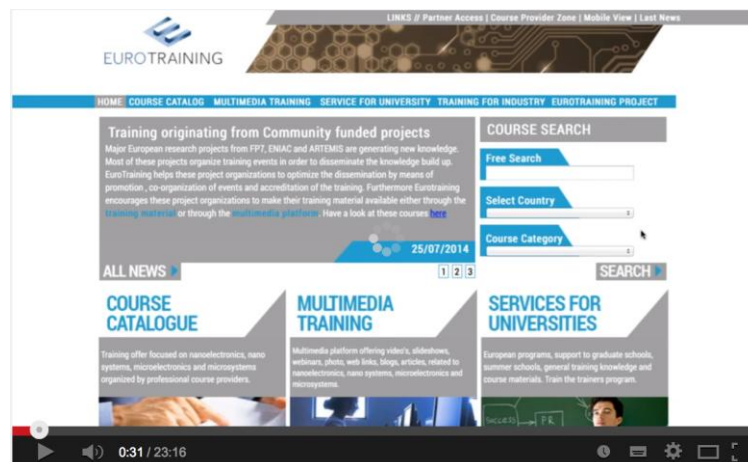 LINKS // Partner Access | Course Provider Zone | Mobile View | Last News
EUROTRAINING
HOME COURSE CATALOG MULTIMEDIA TRAINING SERVICE FOR UNIVERSITY TRAINING FOR INDUSTRY EUROTRAINING PROJECT
Training originating from Community funded projects
Major European research projects from FP7, ENIAC and ARTEMIS are generating new knowledge.
Most of these projects organize training events in order to disseminate the knowledge build up.
EuroTraining helps these project organizations to optimize the dissemination by means of
promotion , co-organization of events and accreditation of the training. Furthermore Eurotraining
encourages these project organizations to make their training material available either through the
training material or through the multimedia platform. Have a look at these courses here
25/07/2014
ALL NEWS
1 2 3
COURSE SEARCH
Free Search
Select Country
Course Category
SEARCH
COURSE
CATALOGUE
Training offer focused on nanoelectronics, nano
systems, microelectronics and microsystems
organized by professional course providers.
MULTIMEDIA
TRAINING
Multimedia platform offering video's, slideshows,
webinars, photo, web links, blogs, articles, related to
nanoelectronics, nano systems, microelectronics and
microsystems.
SERVICES FOR
UNIVERSITIES
European programs, support to graduate schools,
summer schools, general training knowledge and
course materials. Train the trainers program.
SUCCESS PR
0:31 / 23:16